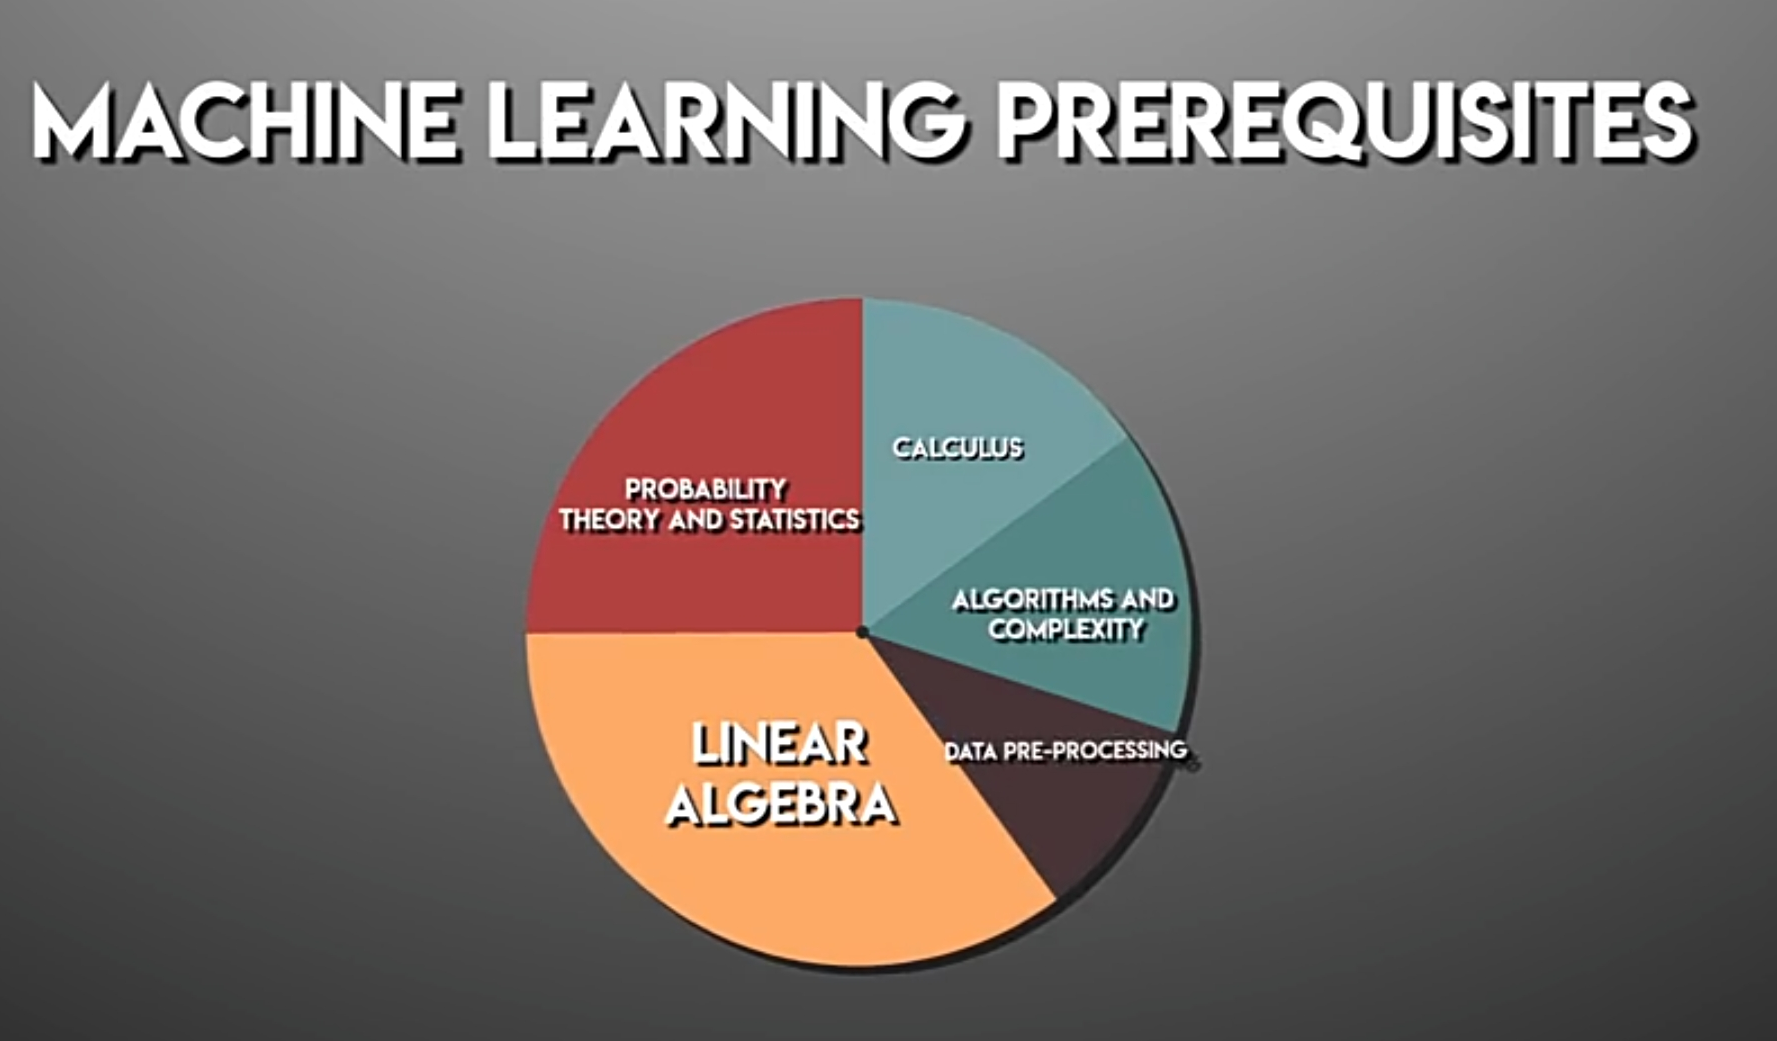 MACHINE LEARNING PREREQUISITES
CALCULUS
PROBABILITY
THEORY AND STATISTICS
ALGORITHMS AND
COMPLEXITY
LINEAR
ALGEBRA
DATA PRE-PROCESSING